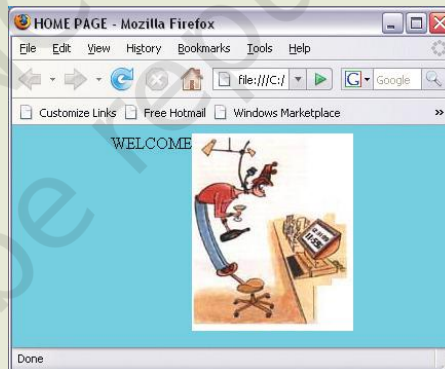 HOME PAGE - Mozilla Firefox
File Edit View History Bookmarks Tools Help
file:///C:/ G Google
Customize Links Free Hotmail Windows Marketplace »
WELCOME
Done